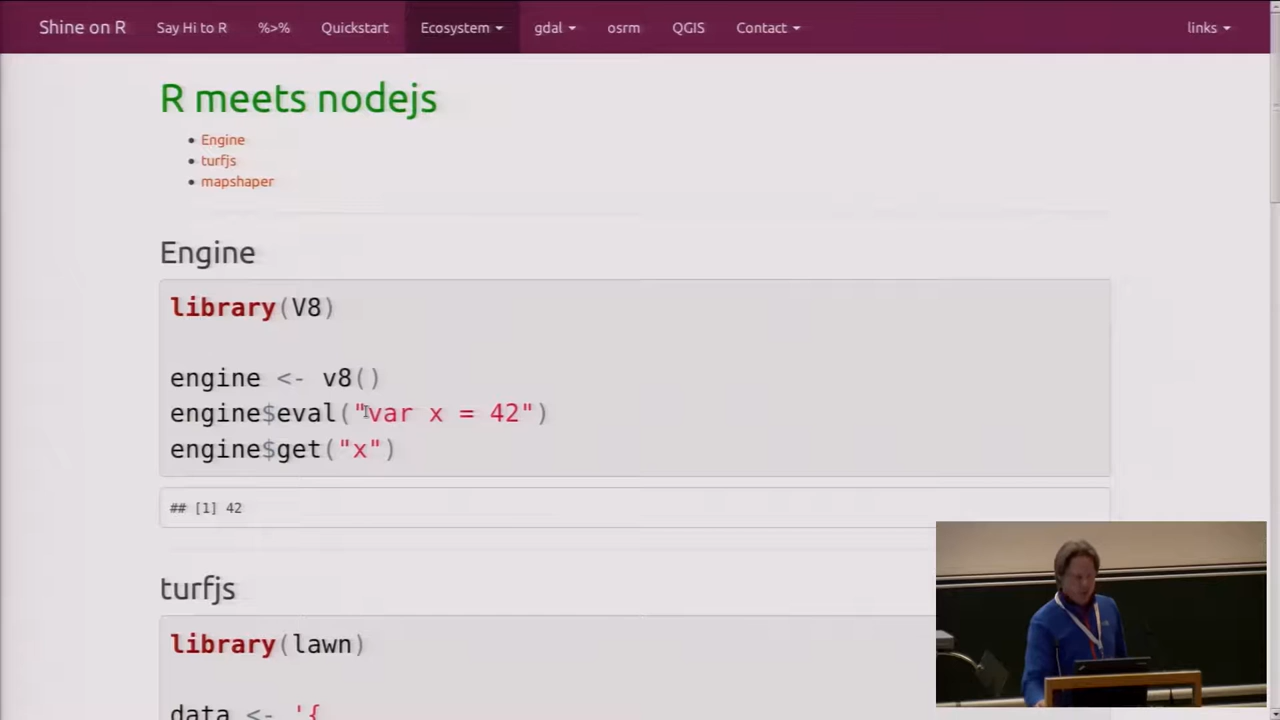 Shine on R Say Hi to R %>% Quickstart Ecosystem gdal osrm QGIS Contact links
R meets nodejs
Engine
turfjs
mapshaper
Engine
library(V8)
engine <- v8()
engine$eval("var x = 42")
engine$get("x")
## [1] 42
turfjs
library(lawn)
data <- '{